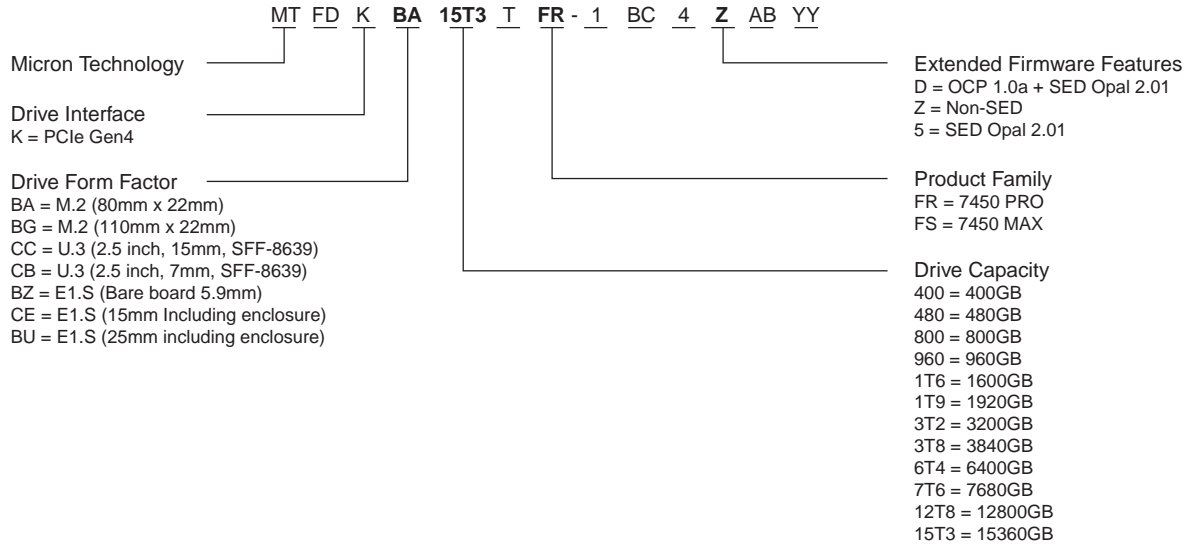 MT FD K BA 15T3 T FR - 1 BC 4 Z AB YY
Micron Technology
Drive Interface
K = PCIe Gen4
Drive Form Factor
BA = M.2 (80mm x 22mm)
BG = M.2 (110mm x 22mm)
CC = U.3 (2.5 inch, 15mm, SFF-8639)
CB = U.3 (2.5 inch, 7mm, SFF-8639)
BZ = E1.S (Bare board 5.9mm)
CE = E1.S (15mm Including enclosure)
BU = E1.S (25mm including enclosure)
Extended Firmware Features
D = OCP 1.0a + SED Opal 2.01
Z = Non-SED
5 = SED Opal 2.01
Product Family
FR = 7450 PRO
FS = 7450 MAX
Drive Capacity
400 = 400GB
480 = 480GB
800 = 800GB
960 = 960GB
1T6 = 1600GB
1T9 = 1920GB
3T2 = 3200GB
3T8 = 3840GB
6T4 = 6400GB
7T6 = 7680GB
12T8 = 12800GB
15T3 = 15360GB